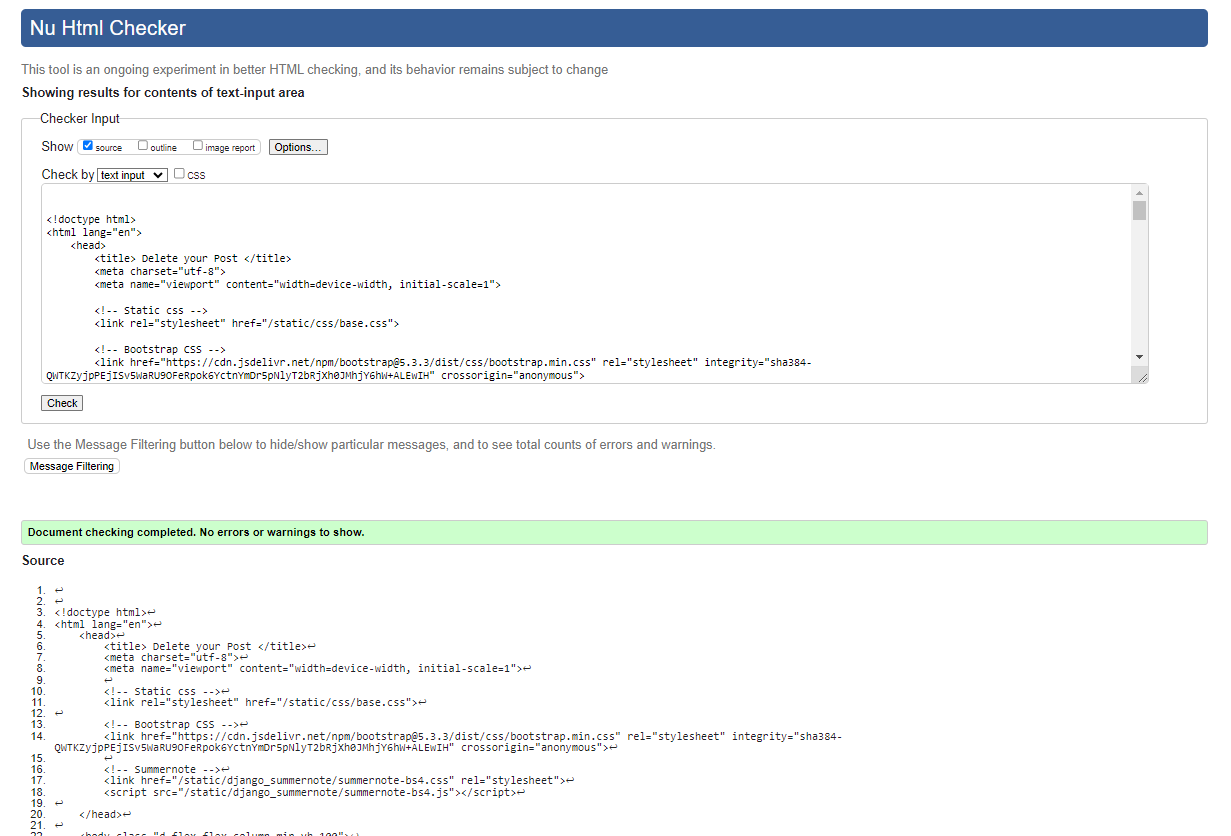 Nu Html Checker
This tool is an ongoing experiment in better HTML checking, and its behavior remains subject to change
Showing results for contents of text-input area
Checker Input
Show source outline image report Options...
Check by text input css
<!doctype html>
<html lang="en">
    <head>
        <title> Delete your Post </title>
        <meta charset="utf-8">
        <meta name="viewport" content="width=device-width, initial-scale=1">
        <!-- Static css -->
        <link rel="stylesheet" href="/static/css/base.css">
        <!-- Bootstrap CSS -->
        <link href="https://cdn.jsdelivr.net/npm/bootstrap@5.3.3/dist/css/bootstrap.min.css" rel="stylesheet" integrity="sha384-
QWTKZyjpPEjISv5WaRU9OFeRpok6YctnYmDr5pNlyT2bRjXh0JMhjY6hW+ALEwIH" crossorigin="anonymous">
Check
Use the Message Filtering button below to hide/show particular messages, and to see total counts of errors and warnings.
Message Filtering
Document checking completed. No errors or warnings to show.
Source
1. ↩
2. ↩
3. <!doctype html>↩
4. <html lang="en">↩
5.     <head>↩
6.         <title> Delete your Post </title>↩
7.         <meta charset="utf-8">↩
8.         <meta name="viewport" content="width=device-width, initial-scale=1">↩
9.         ↩
10.         <!-- Static css -->↩
11.         <link rel="stylesheet" href="/static/css/base.css">↩
12. ↩
13.         <!-- Bootstrap CSS -->↩
14.         <link href="https://cdn.jsdelivr.net/npm/bootstrap@5.3.3/dist/css/bootstrap.min.css" rel="stylesheet" integrity="sha384-
QWTKZyjpPEjISv5WaRU9OFeRpok6YctnYmDr5pNlyT2bRjXh0JMhjY6hW+ALEwIH" crossorigin="anonymous">↩
15.         ↩
16.         <!-- Summernote -->↩
17.         <link href="/static/django_summernote/summernote-bs4.css" rel="stylesheet">↩
18.         <script src="/static/django_summernote/summernote-bs4.js"></script>↩
19. ↩
20.     </head>↩
21. ↩
22.     <body class="d-flex flex-column min-vh-100">↩